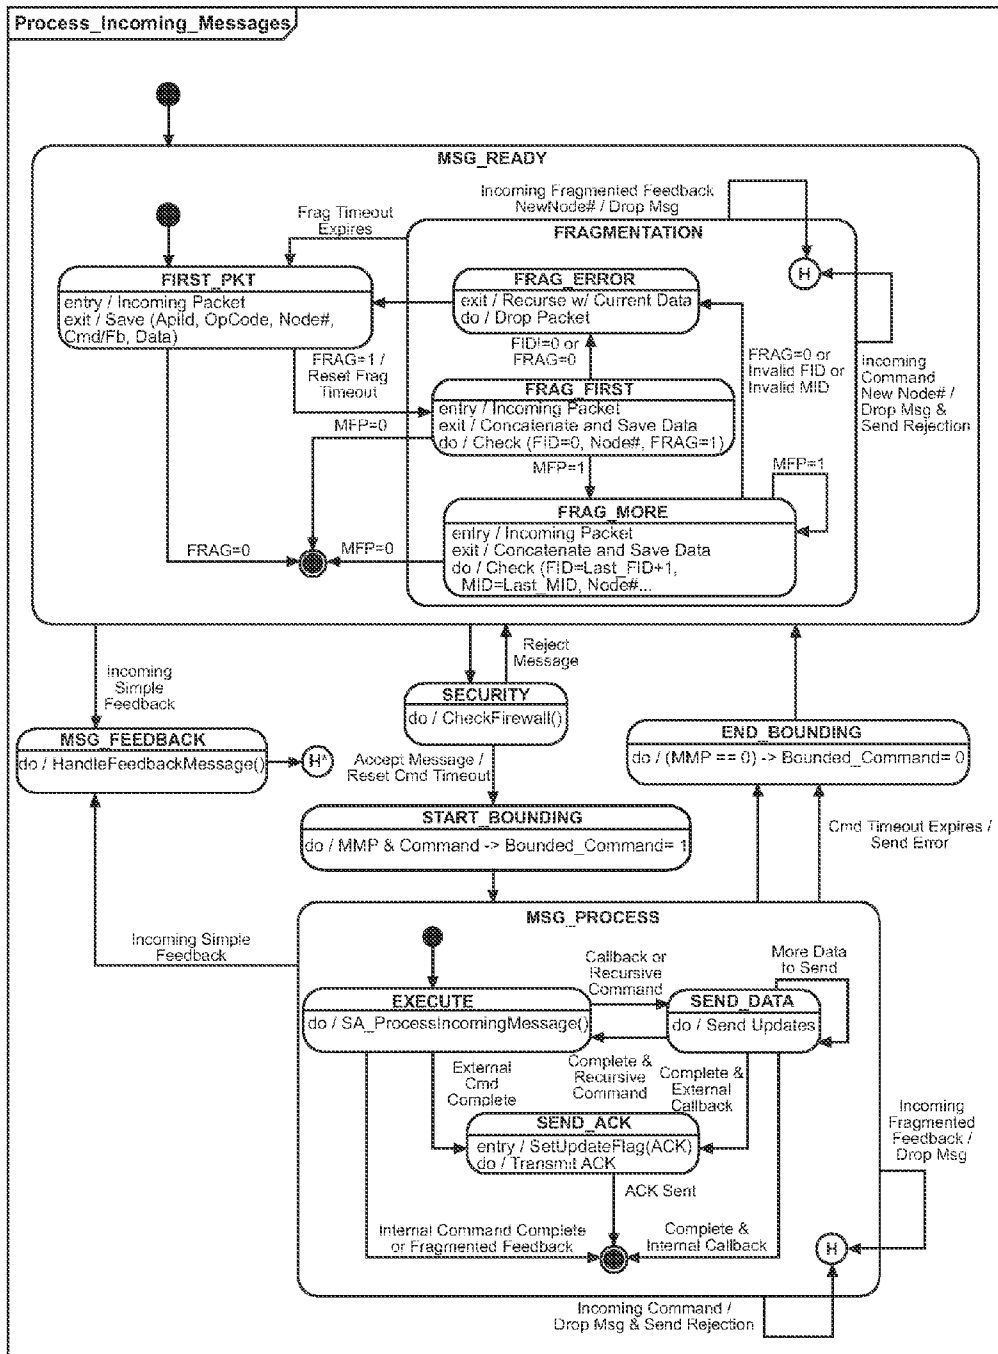 Process_Incoming_Messages
MSG_READY
Incoming Fragmented Feedback
NewNode# / Drop Msg
Frag Timeout
Expires
FRAGMENTATION
H
FIRST_PKT
entry / Incoming Packet
exit / Save (ApiId, OpCode, Node#,
Cmd/Fb, Data)
FRAG_ERROR
exit / Recurse w/ Current Data
do / Drop Packet
FID!=0 or
FRAG=0
FRAG=1 /
Reset Frag
Timeout
FRAG=0 or
Invalid FID or
Invalid MID
Incoming
Command
New Node# /
Drop Msg &
Send Rejection
FRAG_FIRST
entry / Incoming Packet
exit / Concatenate and Save Data
do / Check (FID=0, Node#, FRAG=1)
MFP=0
MFP=1
MFP=1
FRAG_MORE
entry / Incoming Packet
exit / Concatenate and Save Data
do / Check (FID=Last_FID+1,
MID=Last_MID, Node#...
FRAG=0
MFP=0
Reject
Message
Incoming
Simple
Feedback
SECURITY
do / CheckFirewall()
MSG_FEEDBACK
do / HandleFeedbackMessage()
H*
Accept Message /
Reset Cmd Timeout
END_BOUNDING
do / (MMP == 0) -> Bounded_Command= 0
START_BOUNDING
do / MMP & Command -> Bounded_Command= 1
Cmd Timeout Expires /
Send Error
MSG_PROCESS
Incoming Simple
Feedback
Callback or
Recursive
Command
More Data
to Send
EXECUTE
do / SA_ProcessIncomingMessage()
SEND_DATA
do / Send Updates
External
Cmd
Complete
Complete &
Recursive
Command
Complete &
External
Callback
SEND_ACK
entry / SetUpdateFlag(ACK)
do / Transmit ACK
Incoming
Fragmented
Feedback /
Drop Msg
ACK Sent
Internal Command Complete
or Fragmented Feedback
Complete &
Internal Callback
H
Incoming Command /
Drop Msg & Send Rejection